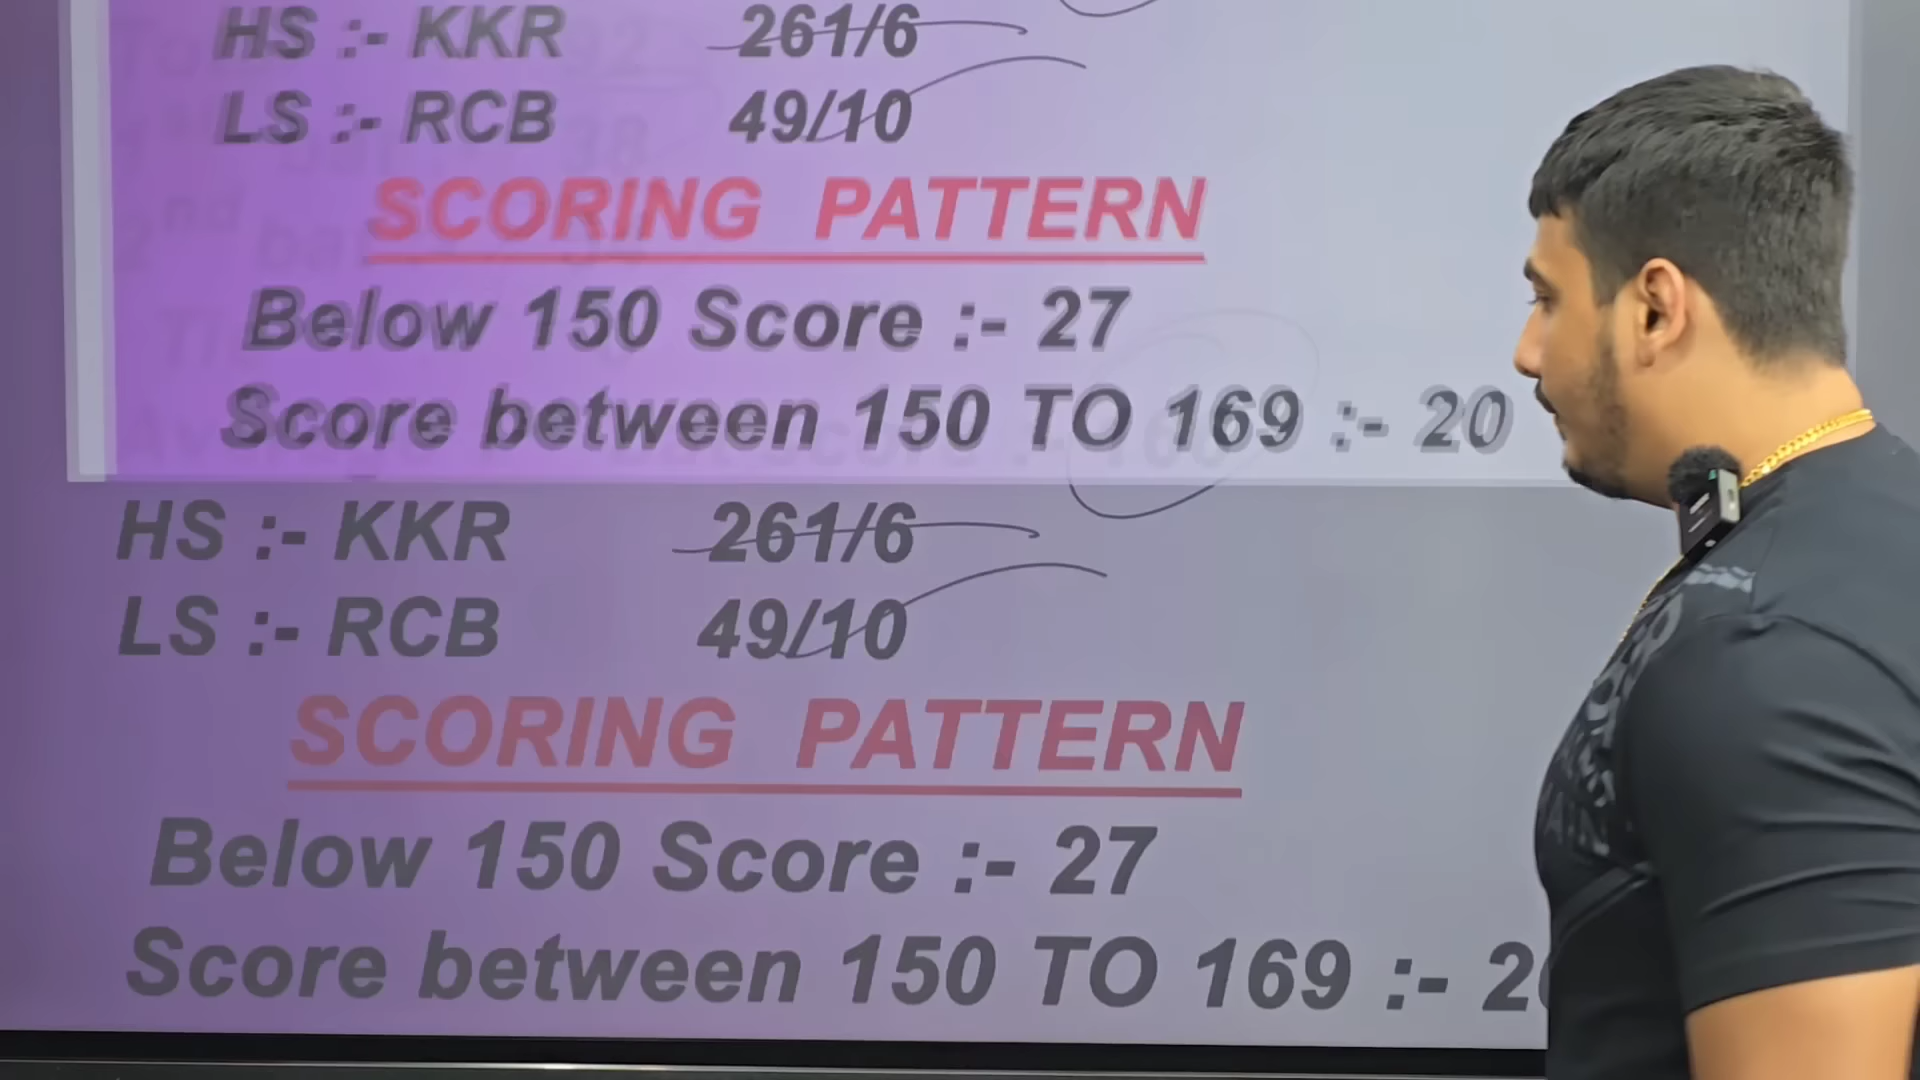 HS :- KKR 261/6
LS :- RCB 49/10
SCORING PATTERN
Below 150 Score :- 27
Score between 150 TO 169 :- 20
HS :- KKR 261/6
LS :- RCB 49/10
SCORING PATTERN
Below 150 Score :- 27
Score between 150 TO 169 :- 2